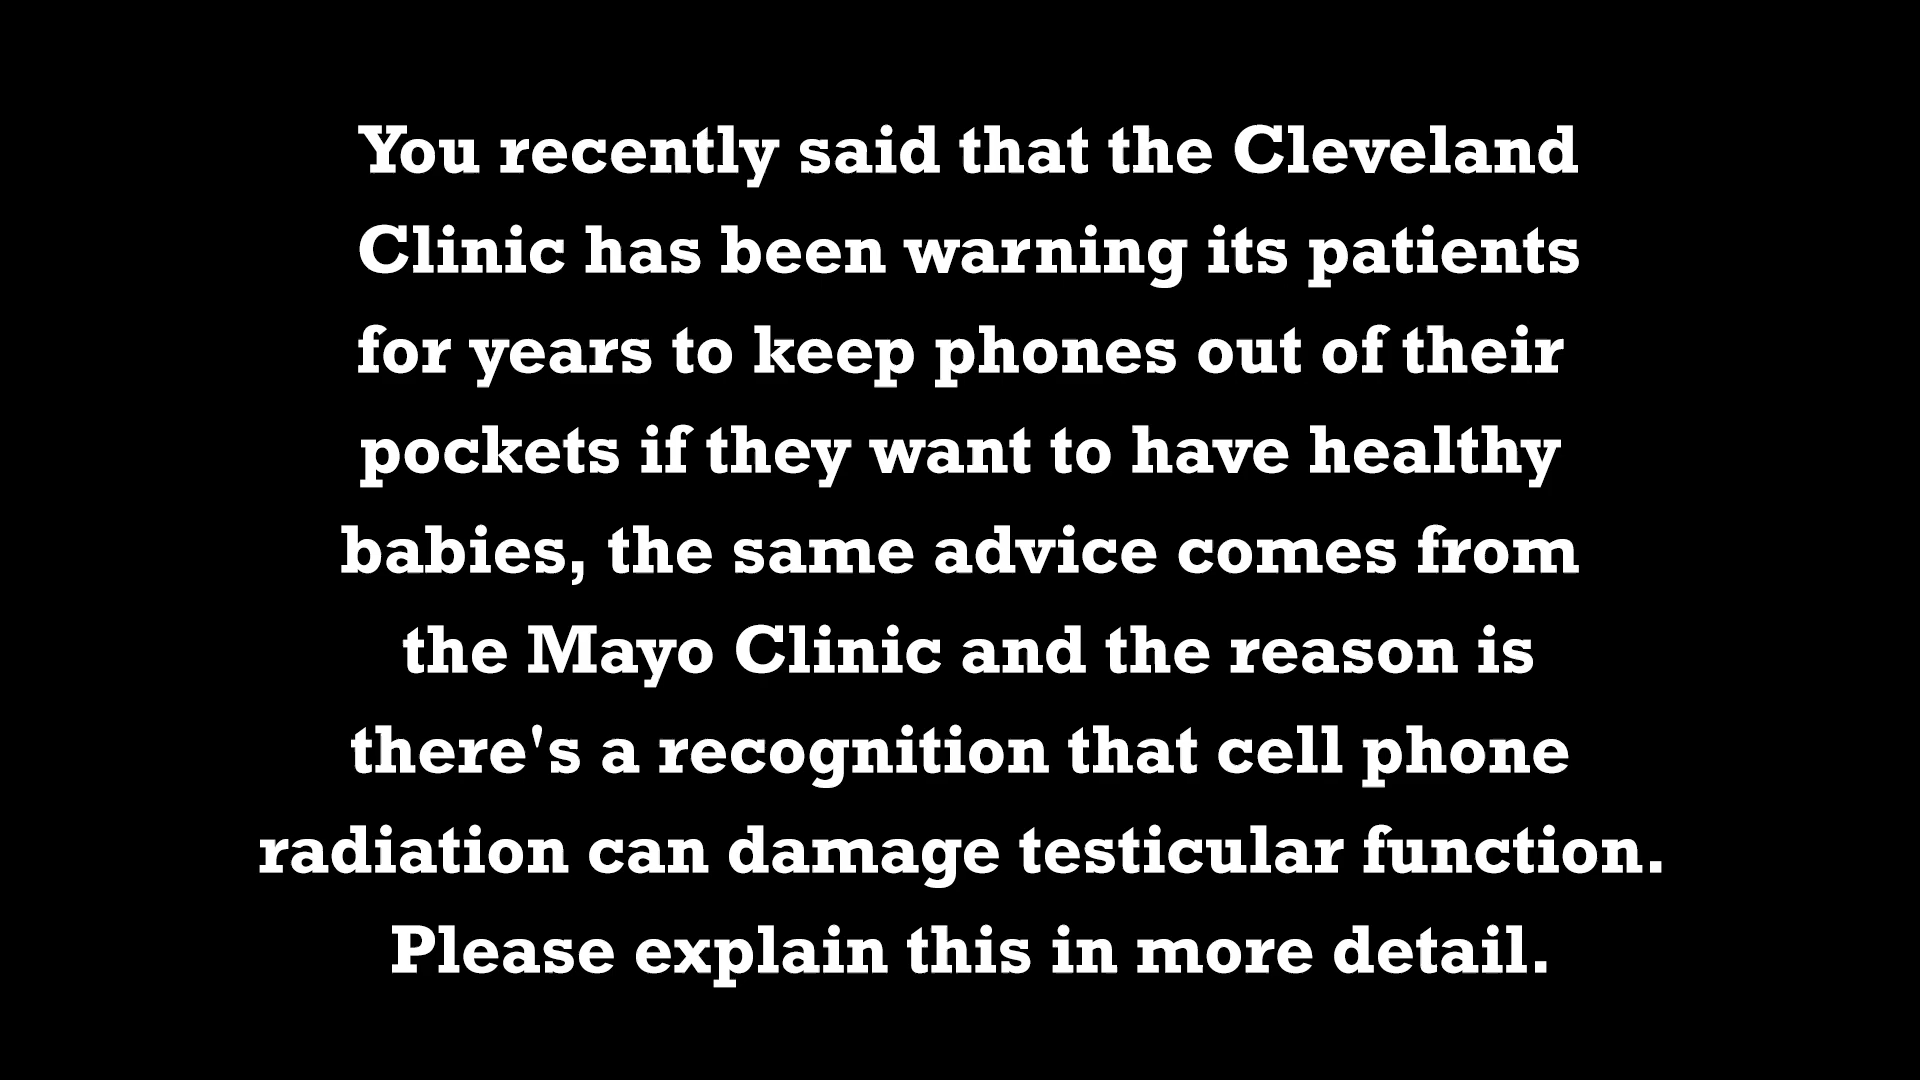 You recently said that the Cleveland
Clinic has been warning its patients
for years to keep phones out of their
pockets if they want to have healthy
babies, the same advice comes from
the Mayo Clinic and the reason is
there's a recognition that cell phone
radiation can damage testicular function.
Please explain this in more detail.